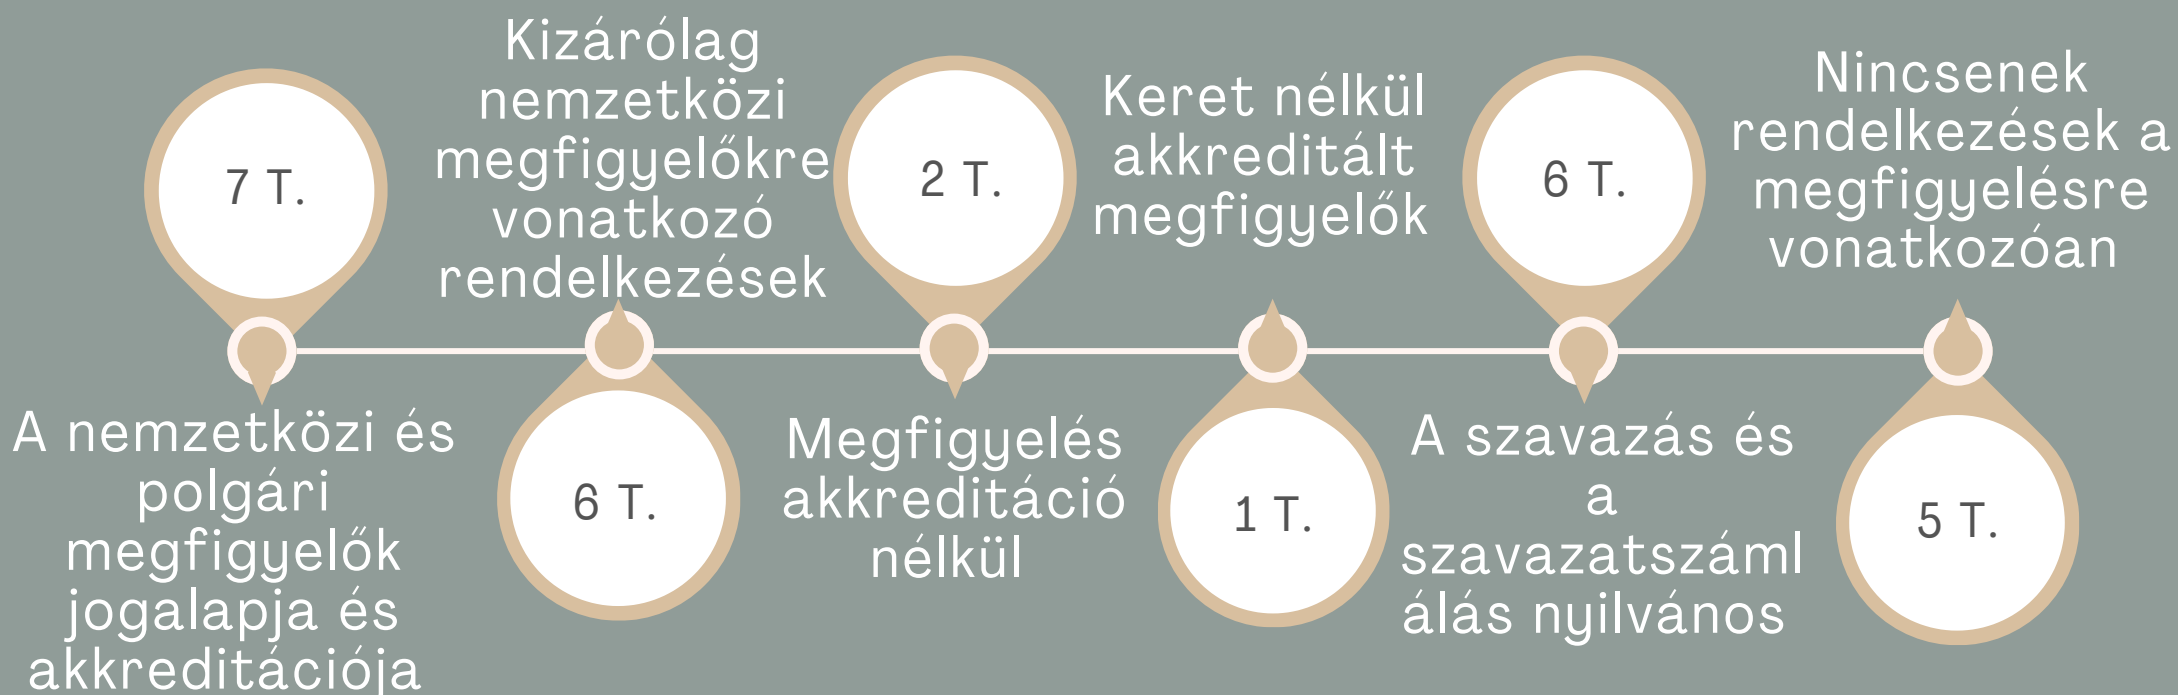 7 T.
A nemzetközi és
polgári
megfigyelők
jogalapja és
akkreditációja
Kizárólag
nemzetközi
megfigyelőkre
vonatkozó
rendelkezések
6 T.
2 T.
Megfigyelés
akkreditáció
nélkül
Keret nélkül
akkreditált
megfigyelők
1 T.
6 T.
A szavazás és
a
szavazatszáml
álás nyilvános
Nincsenek
rendelkezések a
megfigyelésre
vonatkozóan
5 T.